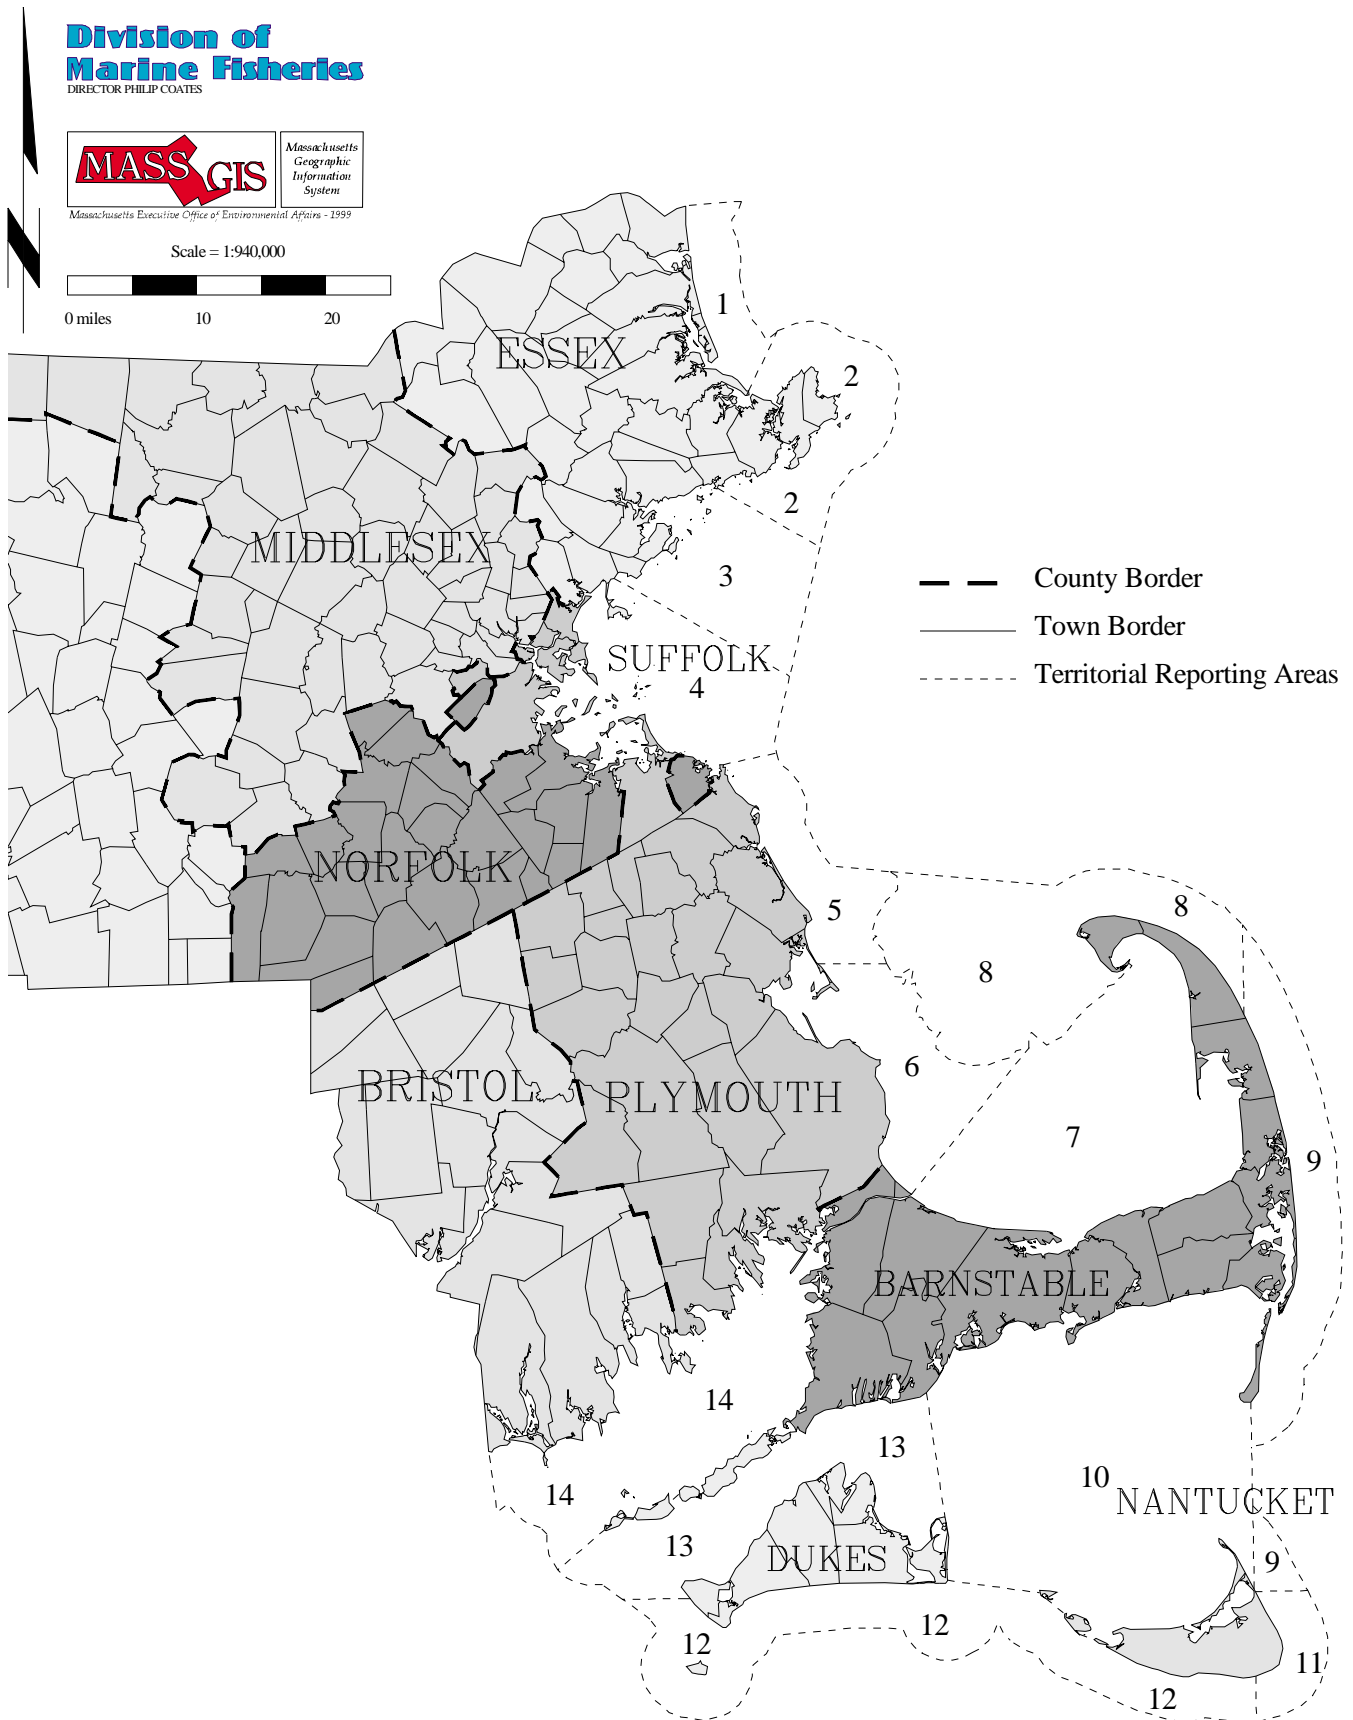 Division of
Marine Fisheries
DIRECTOR PHILIP COATES
MASS GIS
Massachusetts
Geographic
Information
System
Massachusetts Executive Office of Environmental Affairs - 1999
Scale = 1:940,000
0 miles 10 20
N
1
ESSEX
2
2
MIDDLESEX
3
County Border
Town Border
Territorial Reporting Areas
SUFFOLK
4
NORFOLK
5
8
8
6
BRISTOL
PLYMOUTH
7
9
BARNSTABLE
14
13
10
NANTUCKET
14
13
DUKES
9
12
12
11
12